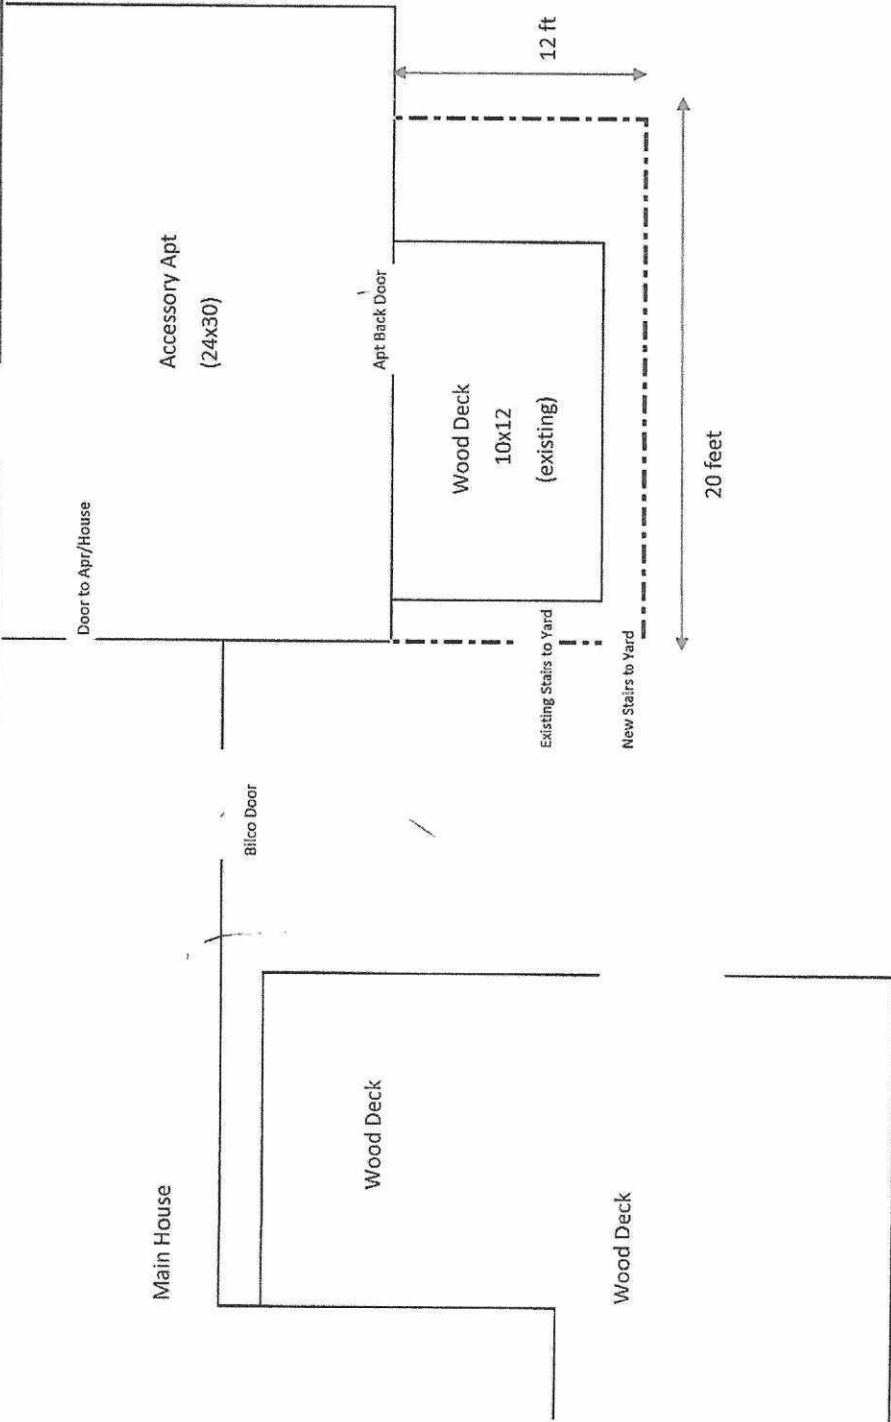 Main House
Wood Deck
Wood Deck
Bilco Door
Door to Apr/House
Accessory Apt
(24x30)
Apt Back Door
Wood Deck
10x12
(existing)
Existing Stairs to Yard
New Stairs to Yard
20 feet
12 ft